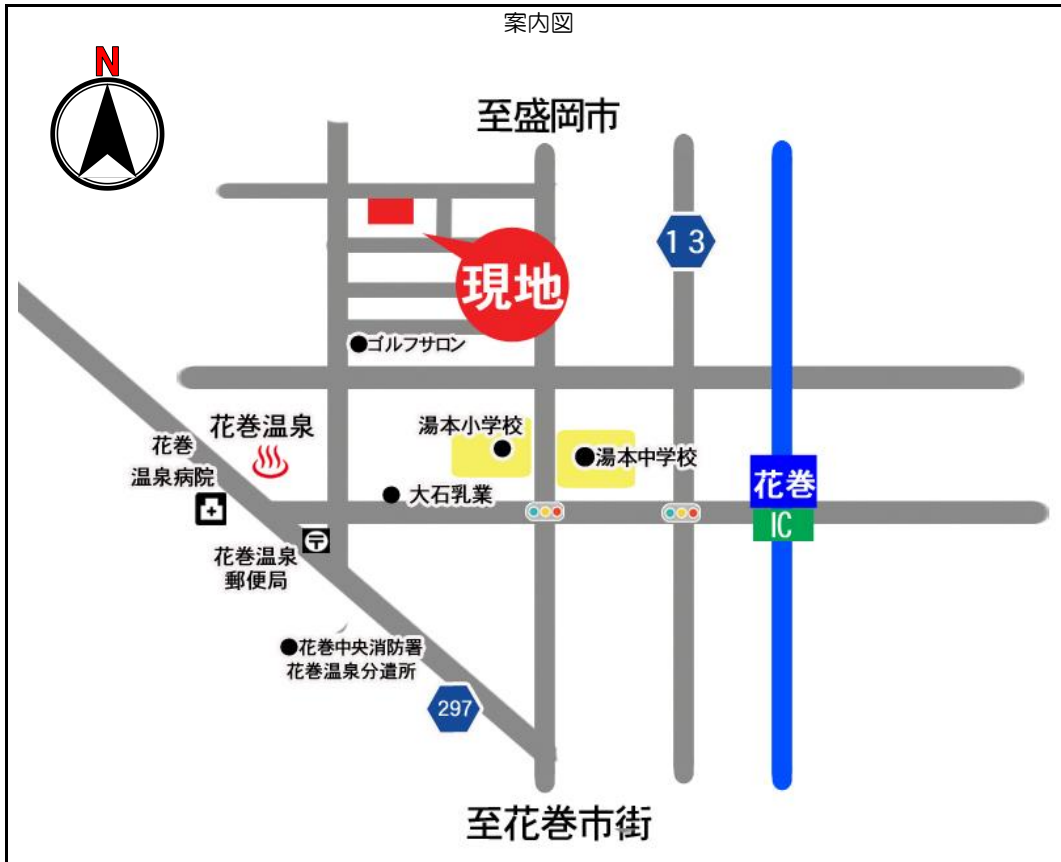 案内図
N
至盛岡市
13
現地
ゴルフサロン
湯本小学校
花巻温泉
花巻
温泉病院
湯本中学校
大石乳業
花巻
IC
花巻温泉
郵便局
花巻中央消防署
花巻温泉分遣所
297
至花巻市街